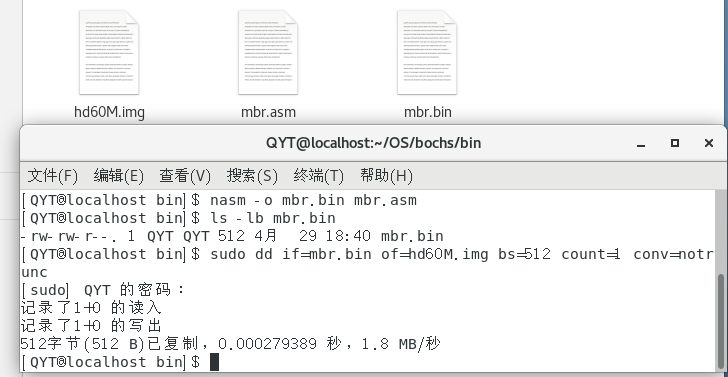 hd60M.img mbr.asm mbr.bin
QYT@localhost:~/OS/bochs/bin
文件(F) 编辑(E) 查看(V) 搜索(S) 终端(T) 帮助(H)
[QYT@localhost bin]$ nasm -o mbr.bin mbr.asm
[QYT@localhost bin]$ ls -lb mbr.bin
-rw-rw-r--. 1 QYT QYT 512 4月  29 18:40 mbr.bin
[QYT@localhost bin]$ sudo dd if=mbr.bin of=hd60M.img bs=512 count=1 conv=notr
unc
[sudo] QYT 的密码：
记录了1+0 的读入
记录了1+0 的写出
512字节(512 B)已复制，0.000279389 秒，1.8 MB/秒
[QYT@localhost bin]$